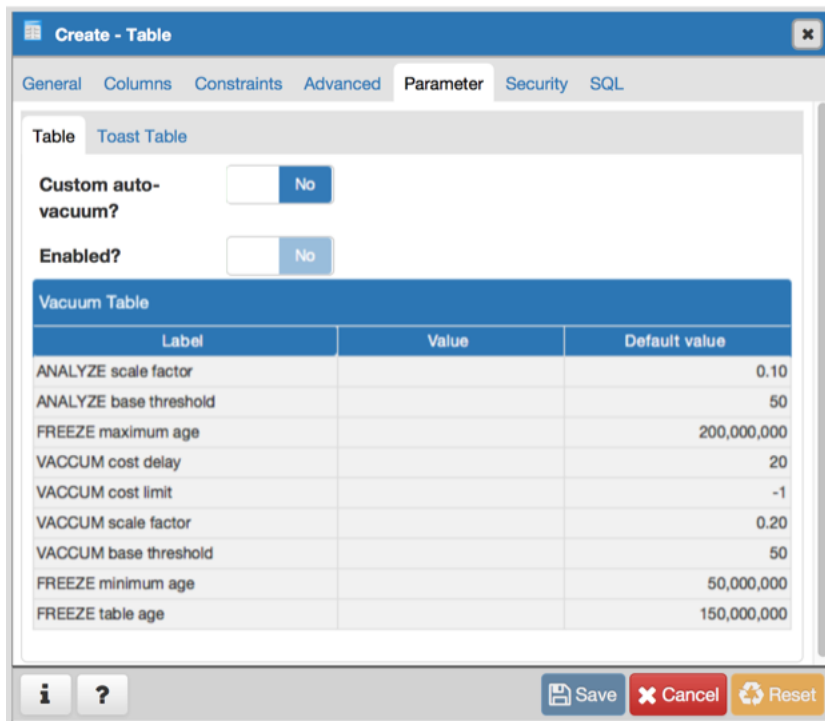 Create - Table
General Columns Constraints Advanced Parameter Security SQL
Table Toast Table
Custom auto-
vacuum?
No
Enabled?
No
Vacuum Table
Label Value Default value
ANALYZE scale factor 0.10
ANALYZE base threshold 50
FREEZE maximum age 200,000,000
VACCUM cost delay 20
VACCUM cost limit -1
VACCUM scale factor 0.20
VACCUM base threshold 50
FREEZE minimum age 50,000,000
FREEZE table age 150,000,000
i ? Save Cancel Reset